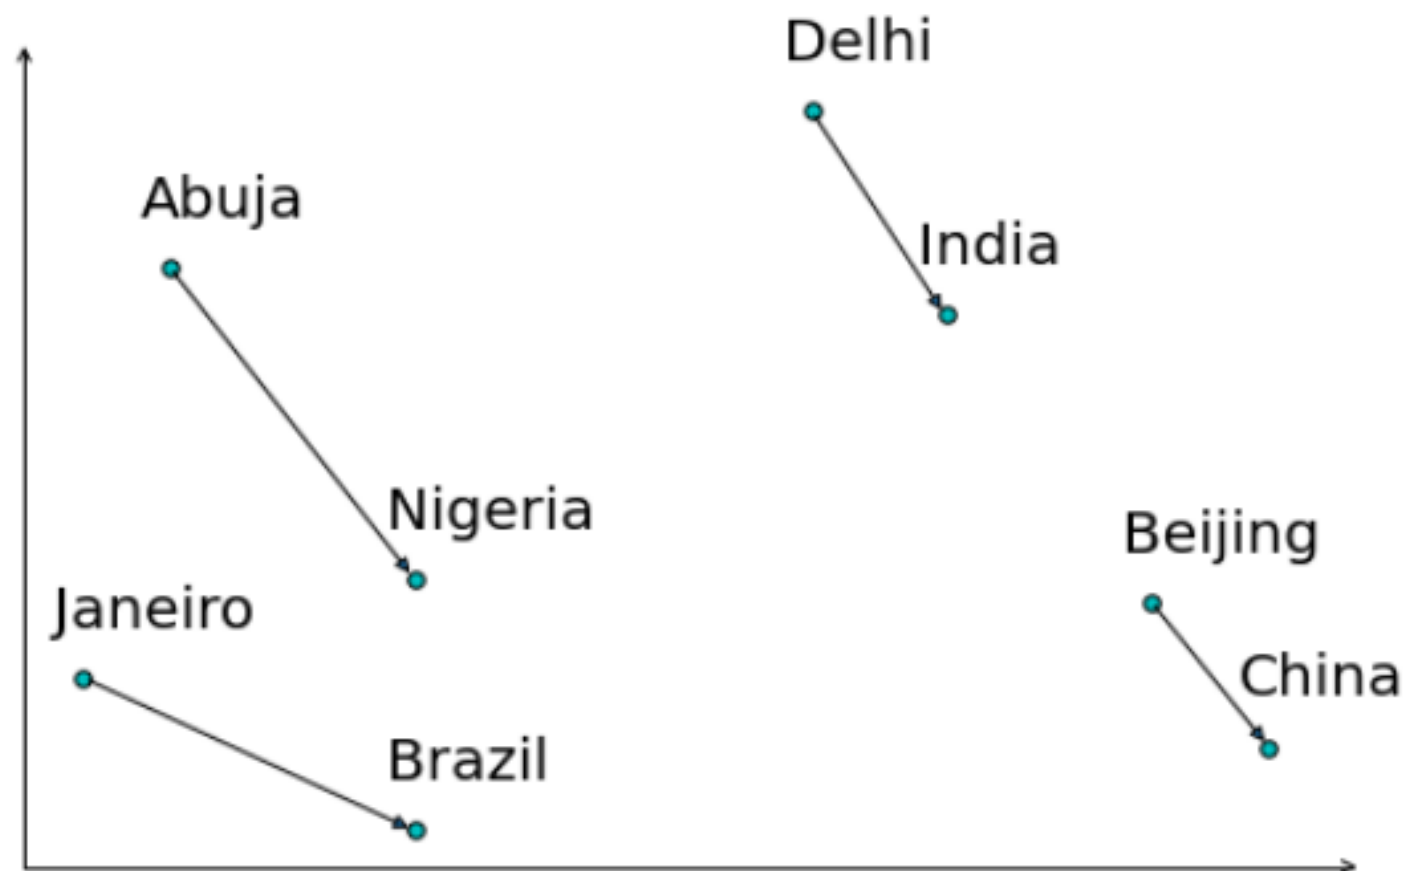 Delhi
Abuja
India
Nigeria
Beijing
Janeiro
China
Brazil